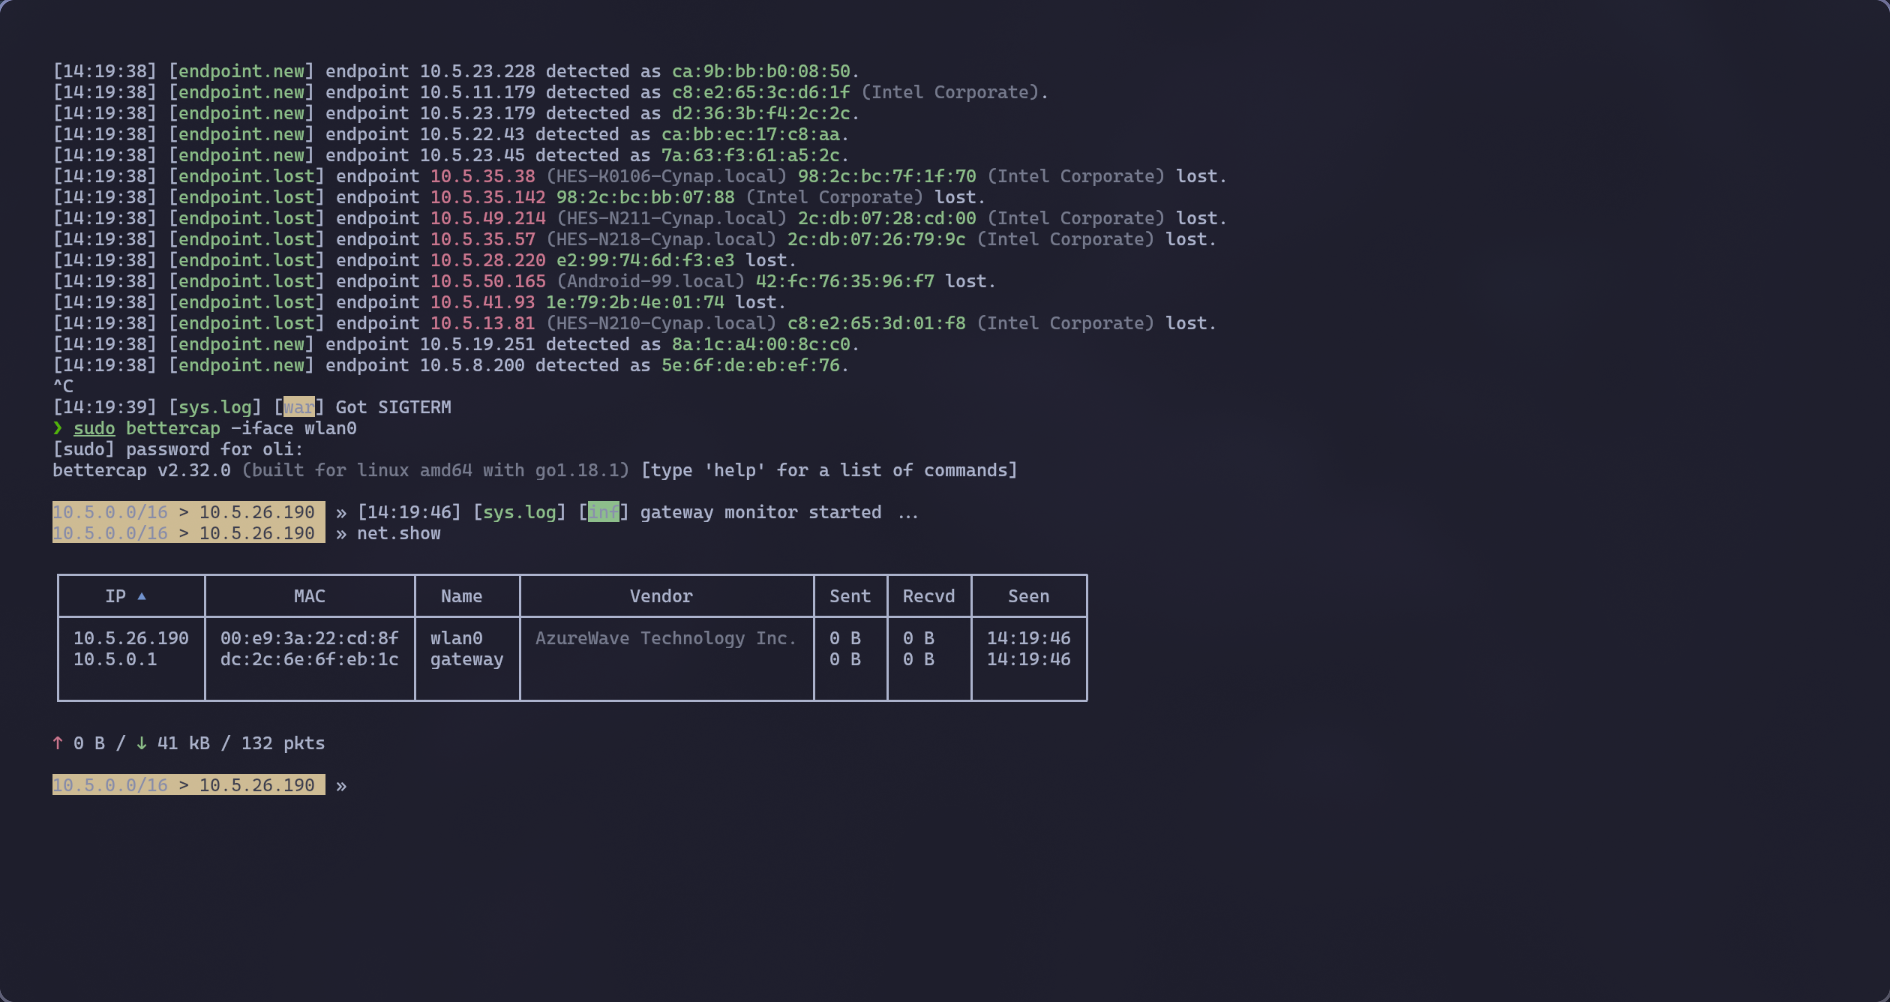 [14:19:38] [endpoint.new] endpoint 10.5.23.228 detected as ca:9b:bb:b0:08:50.
[14:19:38] [endpoint.new] endpoint 10.5.11.179 detected as c8:e2:65:3c:d6:1f (Intel Corporate).
[14:19:38] [endpoint.new] endpoint 10.5.23.179 detected as d2:36:3b:f4:2c:2c.
[14:19:38] [endpoint.new] endpoint 10.5.22.43 detected as ca:bb:ec:17:c8:aa.
[14:19:38] [endpoint.new] endpoint 10.5.23.45 detected as 7a:63:f3:61:a5:2c.
[14:19:38] [endpoint.lost] endpoint 10.5.35.38 (HES-K0106-Cynap.local) 98:2c:bc:7f:1f:70 (Intel Corporate) lost.
[14:19:38] [endpoint.lost] endpoint 10.5.35.142 98:2c:bc:bb:07:88 (Intel Corporate) lost.
[14:19:38] [endpoint.lost] endpoint 10.5.49.214 (HES-N211-Cynap.local) 2c:db:07:28:cd:00 (Intel Corporate) lost.
[14:19:38] [endpoint.lost] endpoint 10.5.35.57 (HES-N218-Cynap.local) 2c:db:07:26:79:9c (Intel Corporate) lost.
[14:19:38] [endpoint.lost] endpoint 10.5.28.220 e2:99:74:6d:f3:e3 lost.
[14:19:38] [endpoint.lost] endpoint 10.5.50.165 (Android-99.local) 42:fc:76:35:96:f7 lost.
[14:19:38] [endpoint.lost] endpoint 10.5.41.93 1e:79:2b:4e:01:74 lost.
[14:19:38] [endpoint.lost] endpoint 10.5.13.81 (HES-N210-Cynap.local) c8:e2:65:3d:01:f8 (Intel Corporate) lost.
[14:19:38] [endpoint.new] endpoint 10.5.19.251 detected as 8a:1c:a4:00:8c:c0.
[14:19:38] [endpoint.new] endpoint 10.5.8.200 detected as 5e:6f:de:eb:ef:76.
^C
[14:19:39] [sys.log] [war] Got SIGTERM
❯ sudo bettercap -iface wlan0
[sudo] password for oli:
bettercap v2.32.0 (built for linux amd64 with go1.18.1) [type 'help' for a list of commands]
10.5.0.0/16 > 10.5.26.190 » [14:19:46] [sys.log] [inf] gateway monitor started ...
10.5.0.0/16 > 10.5.26.190 » net.show
IP ▲ MAC Name Vendor Sent Recvd Seen
10.5.26.190 00:e9:3a:22:cd:8f wlan0 AzureWave Technology Inc. 0 B 0 B 14:19:46
10.5.0.1 dc:2c:6e:6f:eb:1c gateway 0 B 0 B 14:19:46
↑ 0 B / ↓ 41 kB / 132 pkts
10.5.0.0/16 > 10.5.26.190 »